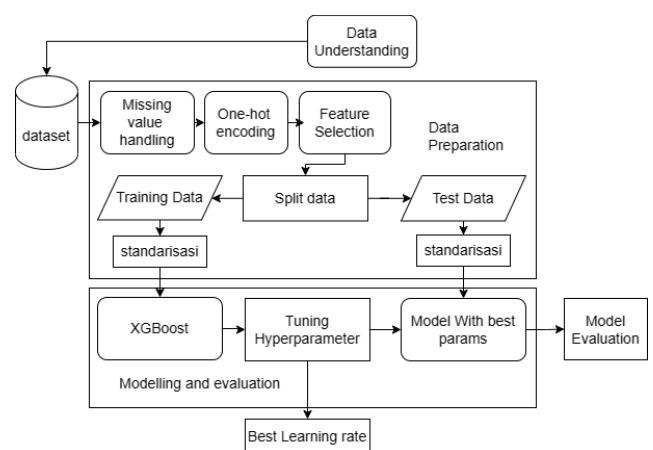 Data
Understanding
dataset
Missing
value
handling
One-hot
encoding
Feature
Selection
Data
Preparation
Training Data
Split data
Test Data
standarisasi
standarisasi
XGBoost
Tuning
Hyperparameter
Model With best
params
Model
Evaluation
Modelling and evaluation
Best Learning rate